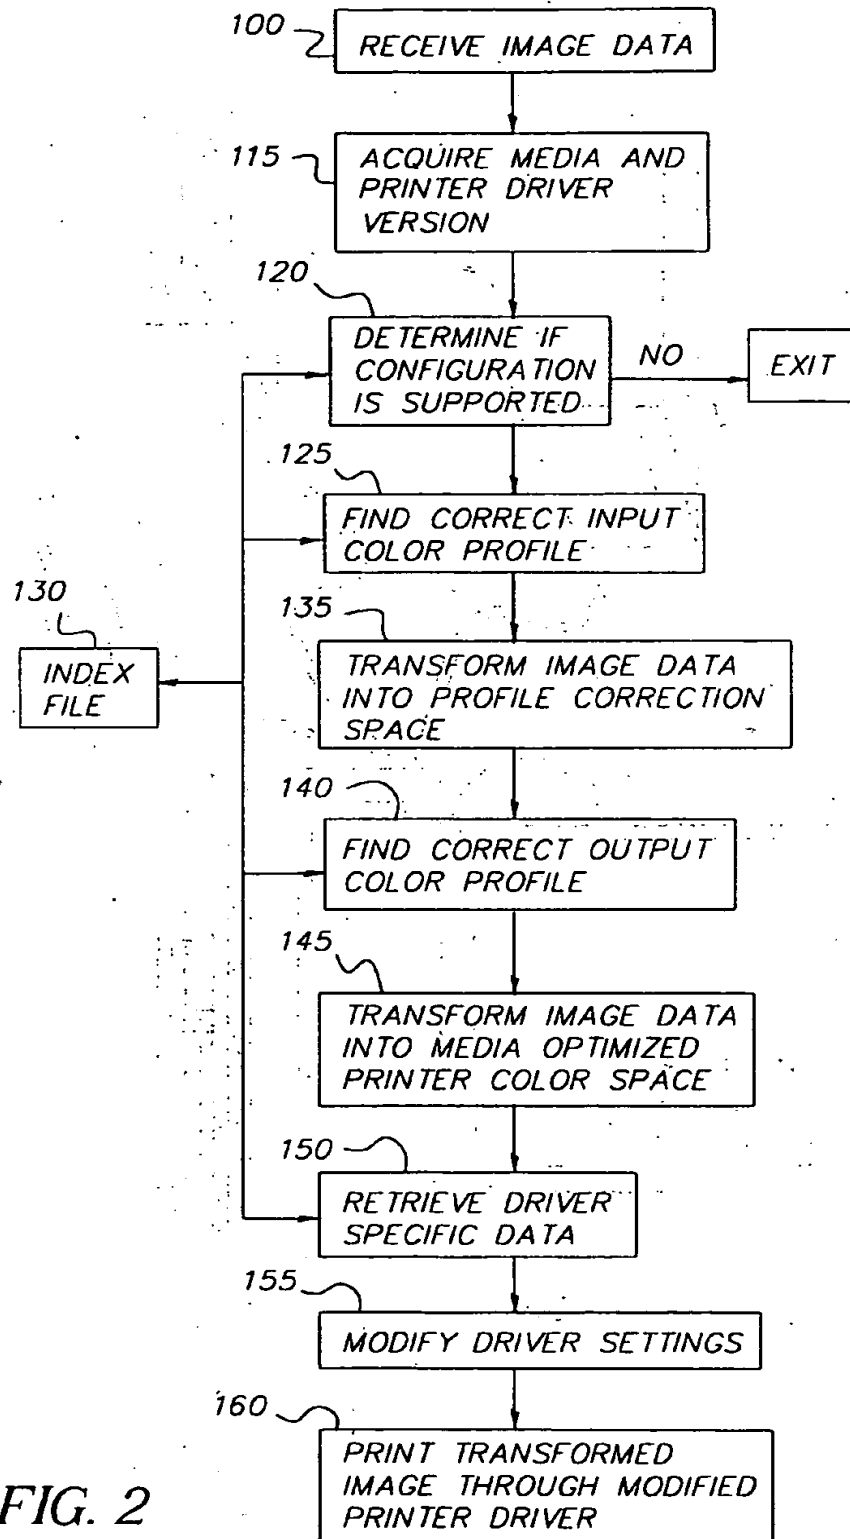 100
RECEIVE IMAGE DATA
115
ACQUIRE MEDIA AND
PRINTER DRIVER
VERSION
120
DETERMINE IF
CONFIGURATION
IS SUPPORTED
NO
EXIT
125
FIND CORRECT INPUT
COLOR PROFILE
130
INDEX
FILE
135
TRANSFORM IMAGE DATA
INTO PROFILE CORRECTION
SPACE
140
FIND CORRECT OUTPUT
COLOR PROFILE
145
TRANSFORM IMAGE DATA
INTO MEDIA OPTIMIZED
PRINTER COLOR SPACE
150
RETRIEVE DRIVER
SPECIFIC DATA
155
MODIFY DRIVER SETTINGS
160
PRINT TRANSFORMED
IMAGE THROUGH MODIFIED
PRINTER DRIVER
FIG. 2